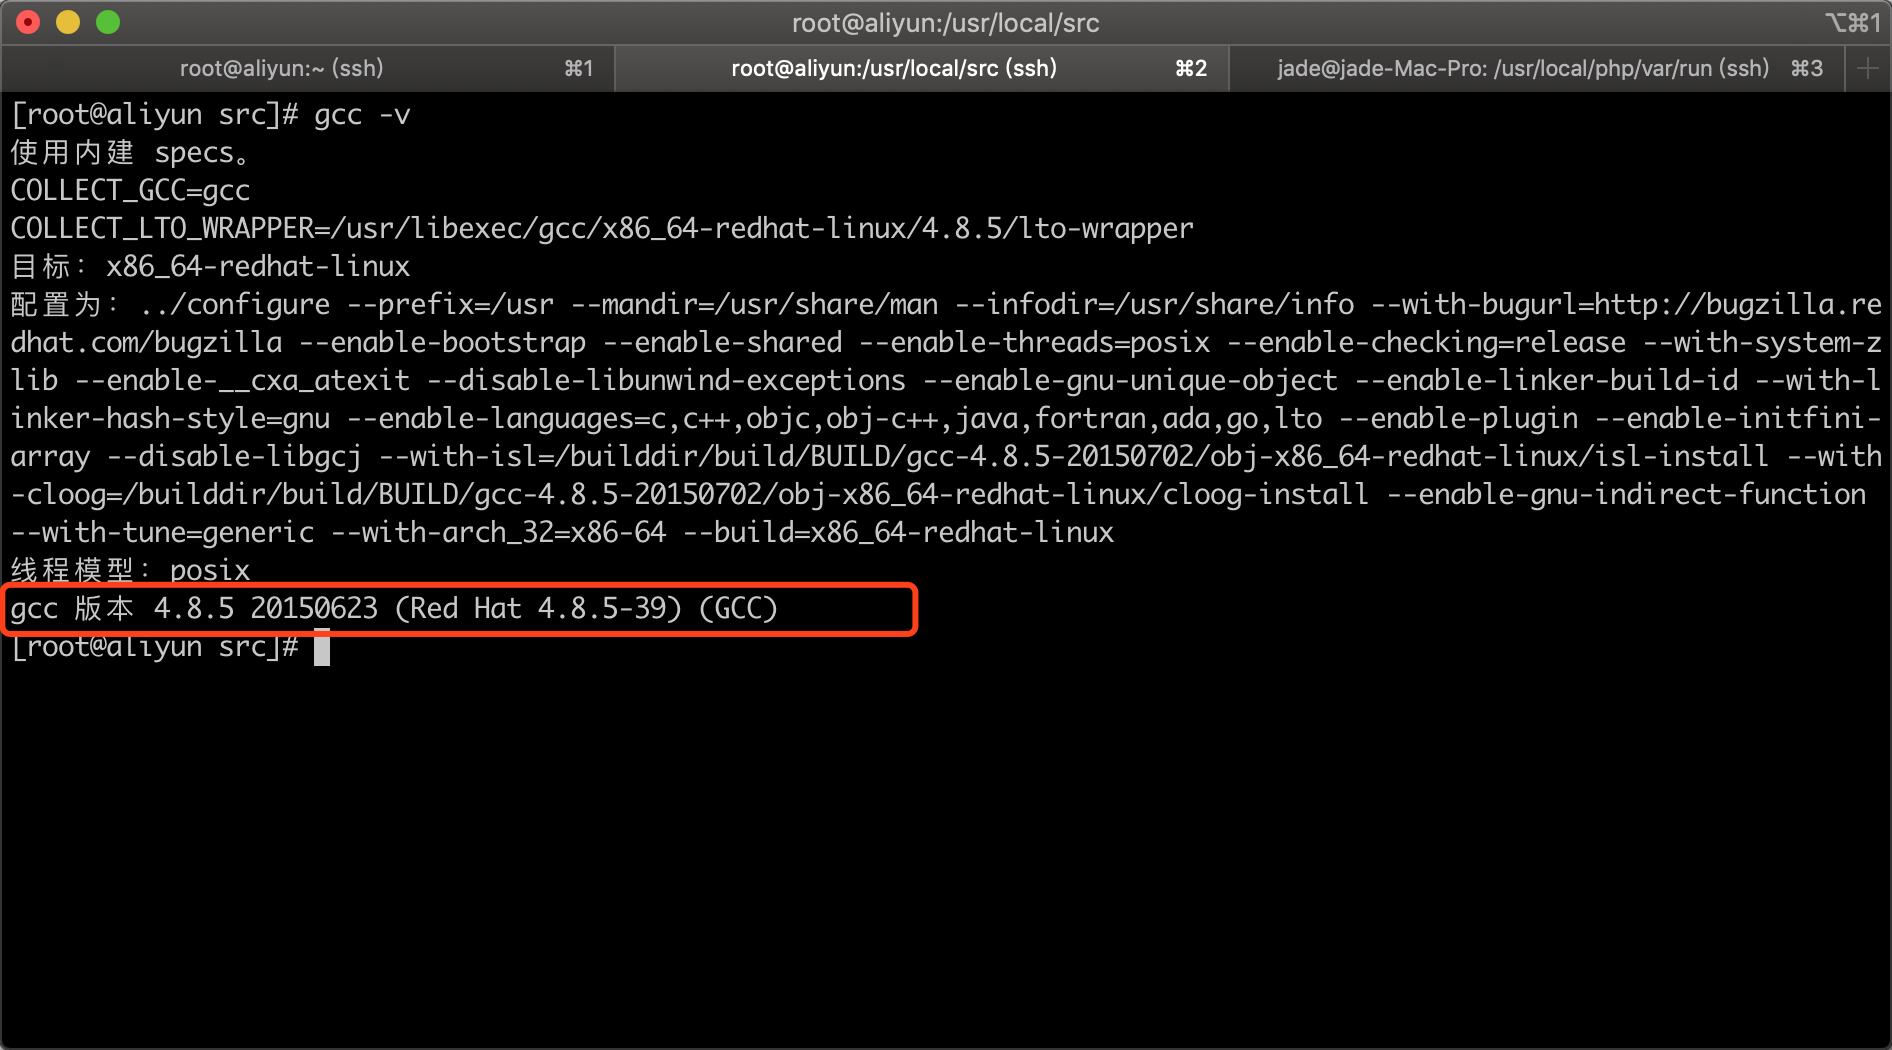 root@aliyun:/usr/local/src
⌥⌘1
root@aliyun:~ (ssh) ⌘1
root@aliyun:/usr/local/src (ssh) ⌘2
jade@jade-Mac-Pro: /usr/local/php/var/run (ssh) ⌘3
[root@aliyun src]# gcc -v
使用内建 specs。
COLLECT_GCC=gcc
COLLECT_LTO_WRAPPER=/usr/libexec/gcc/x86_64-redhat-linux/4.8.5/lto-wrapper
目标：x86_64-redhat-linux
配置为：../configure --prefix=/usr --mandir=/usr/share/man --infodir=/usr/share/info --with-bugurl=http://bugzilla.re
dhat.com/bugzilla --enable-bootstrap --enable-shared --enable-threads=posix --enable-checking=release --with-system-z
lib --enable-__cxa_atexit --disable-libunwind-exceptions --enable-gnu-unique-object --enable-linker-build-id --with-l
inker-hash-style=gnu --enable-languages=c,c++,objc,obj-c++,java,fortran,ada,go,lto --enable-plugin --enable-initfini-
array --disable-libgcj --with-isl=/builddir/build/BUILD/gcc-4.8.5-20150702/obj-x86_64-redhat-linux/isl-install --with
-cloog=/builddir/build/BUILD/gcc-4.8.5-20150702/obj-x86_64-redhat-linux/cloog-install --enable-gnu-indirect-function
--with-tune=generic --with-arch_32=x86-64 --build=x86_64-redhat-linux
线程模型：posix
gcc 版本 4.8.5 20150623 (Red Hat 4.8.5-39) (GCC)
[root@aliyun src]#